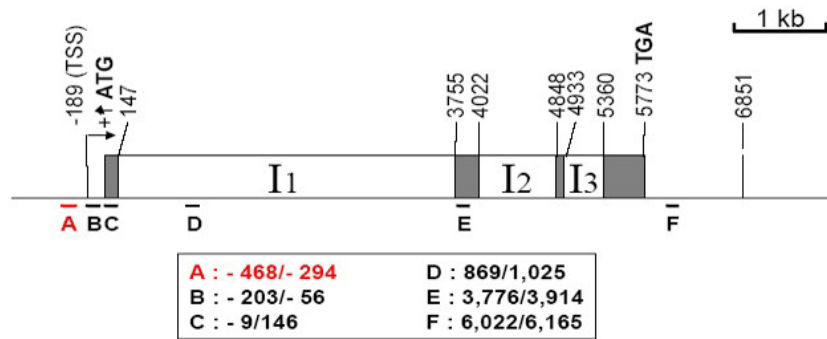 1 kb
-189 (TSS)
+1 ATG
147
3755
4022
4848
4933
5360
5773 TGA
6851
I1
I2
I3
A
B
C
D
E
F
A : - 468/- 294
B : - 203/- 56
C : - 9/146
D : 869/1,025
E : 3,776/3,914
F : 6,022/6,165